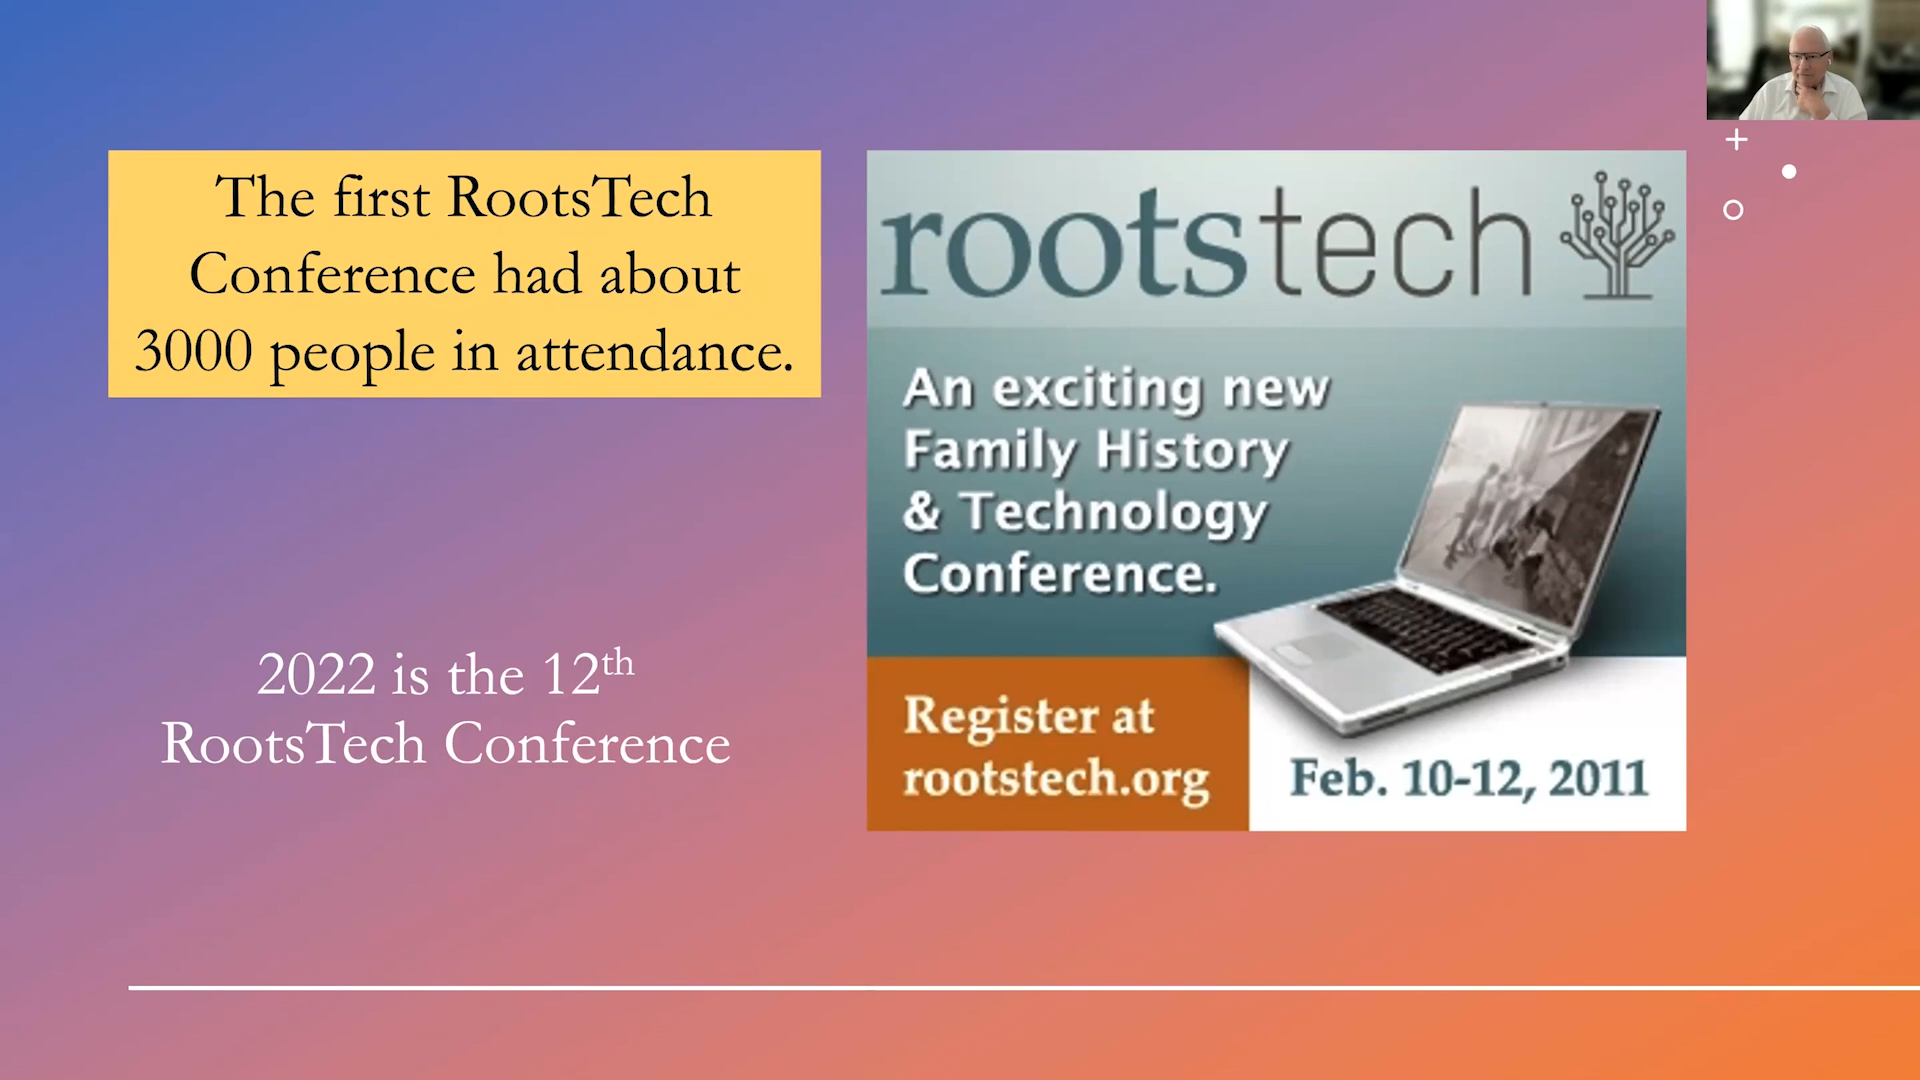 The first RootsTech
Conference had about
3000 people in attendance.
2022 is the 12th
RootsTech Conference
rootstech
An exciting new
Family History
& Technology
Conference.
Register at
rootstech.org
Feb. 10-12, 2011